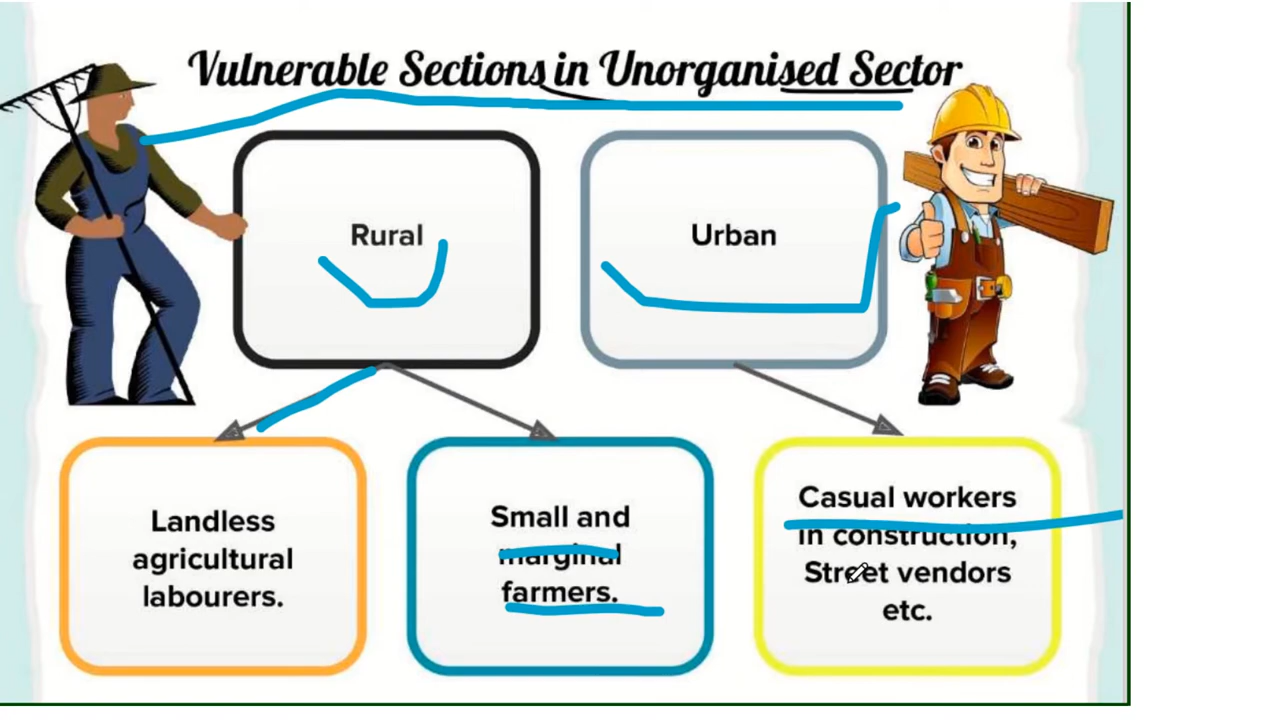 Vulnerable Sections in Unorganised Sector
Rural
Urban
Landless
agricultural
labourers.
Small and
marginal
farmers.
Casual workers
in construction,
Street vendors
etc.